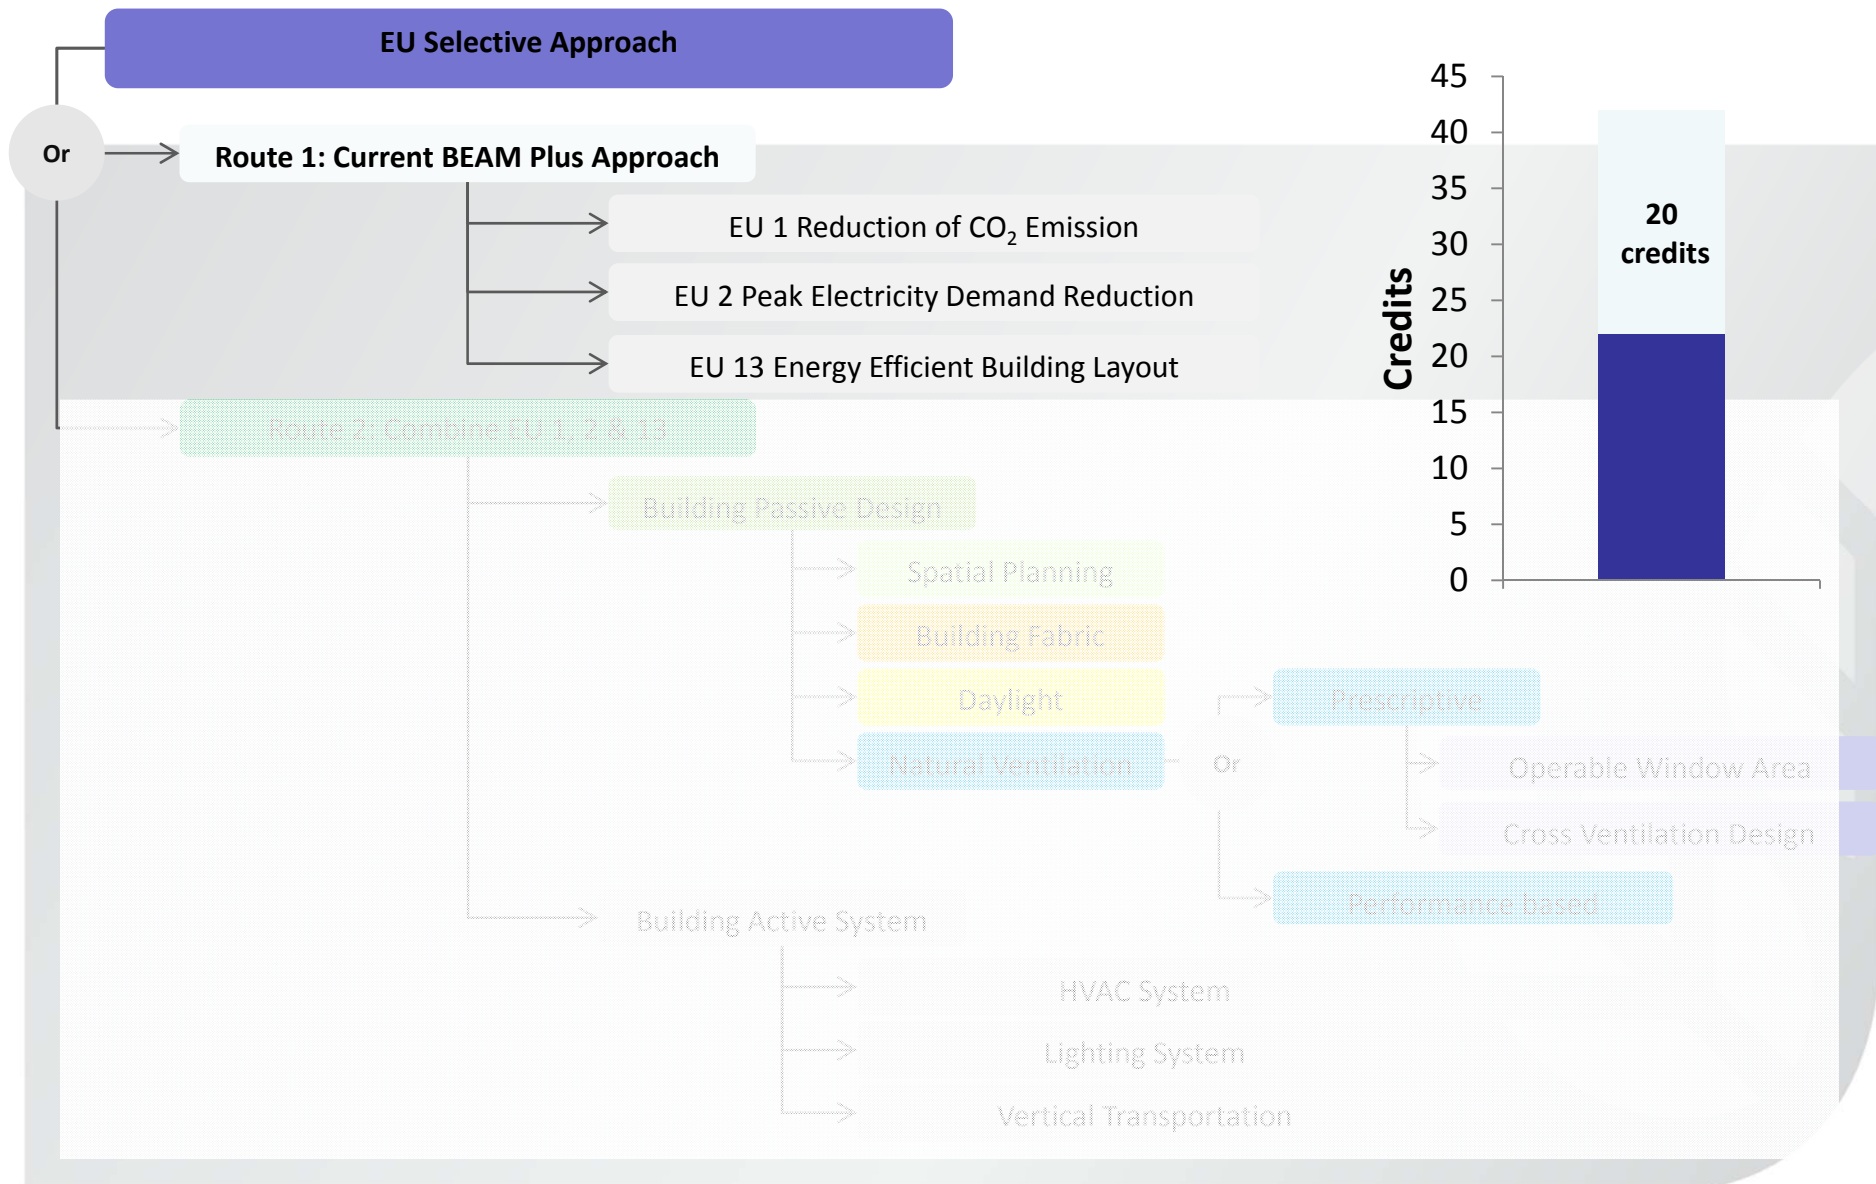 EU Selective Approach
Or
Route 1: Current BEAM Plus Approach
EU 1 Reduction of CO₂ Emission
EU 2 Peak Electricity Demand Reduction
EU 13 Energy Efficient Building Layout
Route 2: Combine EU 1, 2 & 13
Building Passive Design
Spatial Planning
Building Fabric
Daylight
Natural Ventilation
Or
Prescriptive
Operable Window Area
Cross Ventilation Design
Performance based
Building Active System
HVAC System
Lighting System
Vertical Transportation
Credits
45
40
35
30
25
20
15
10
5
0
20
credits